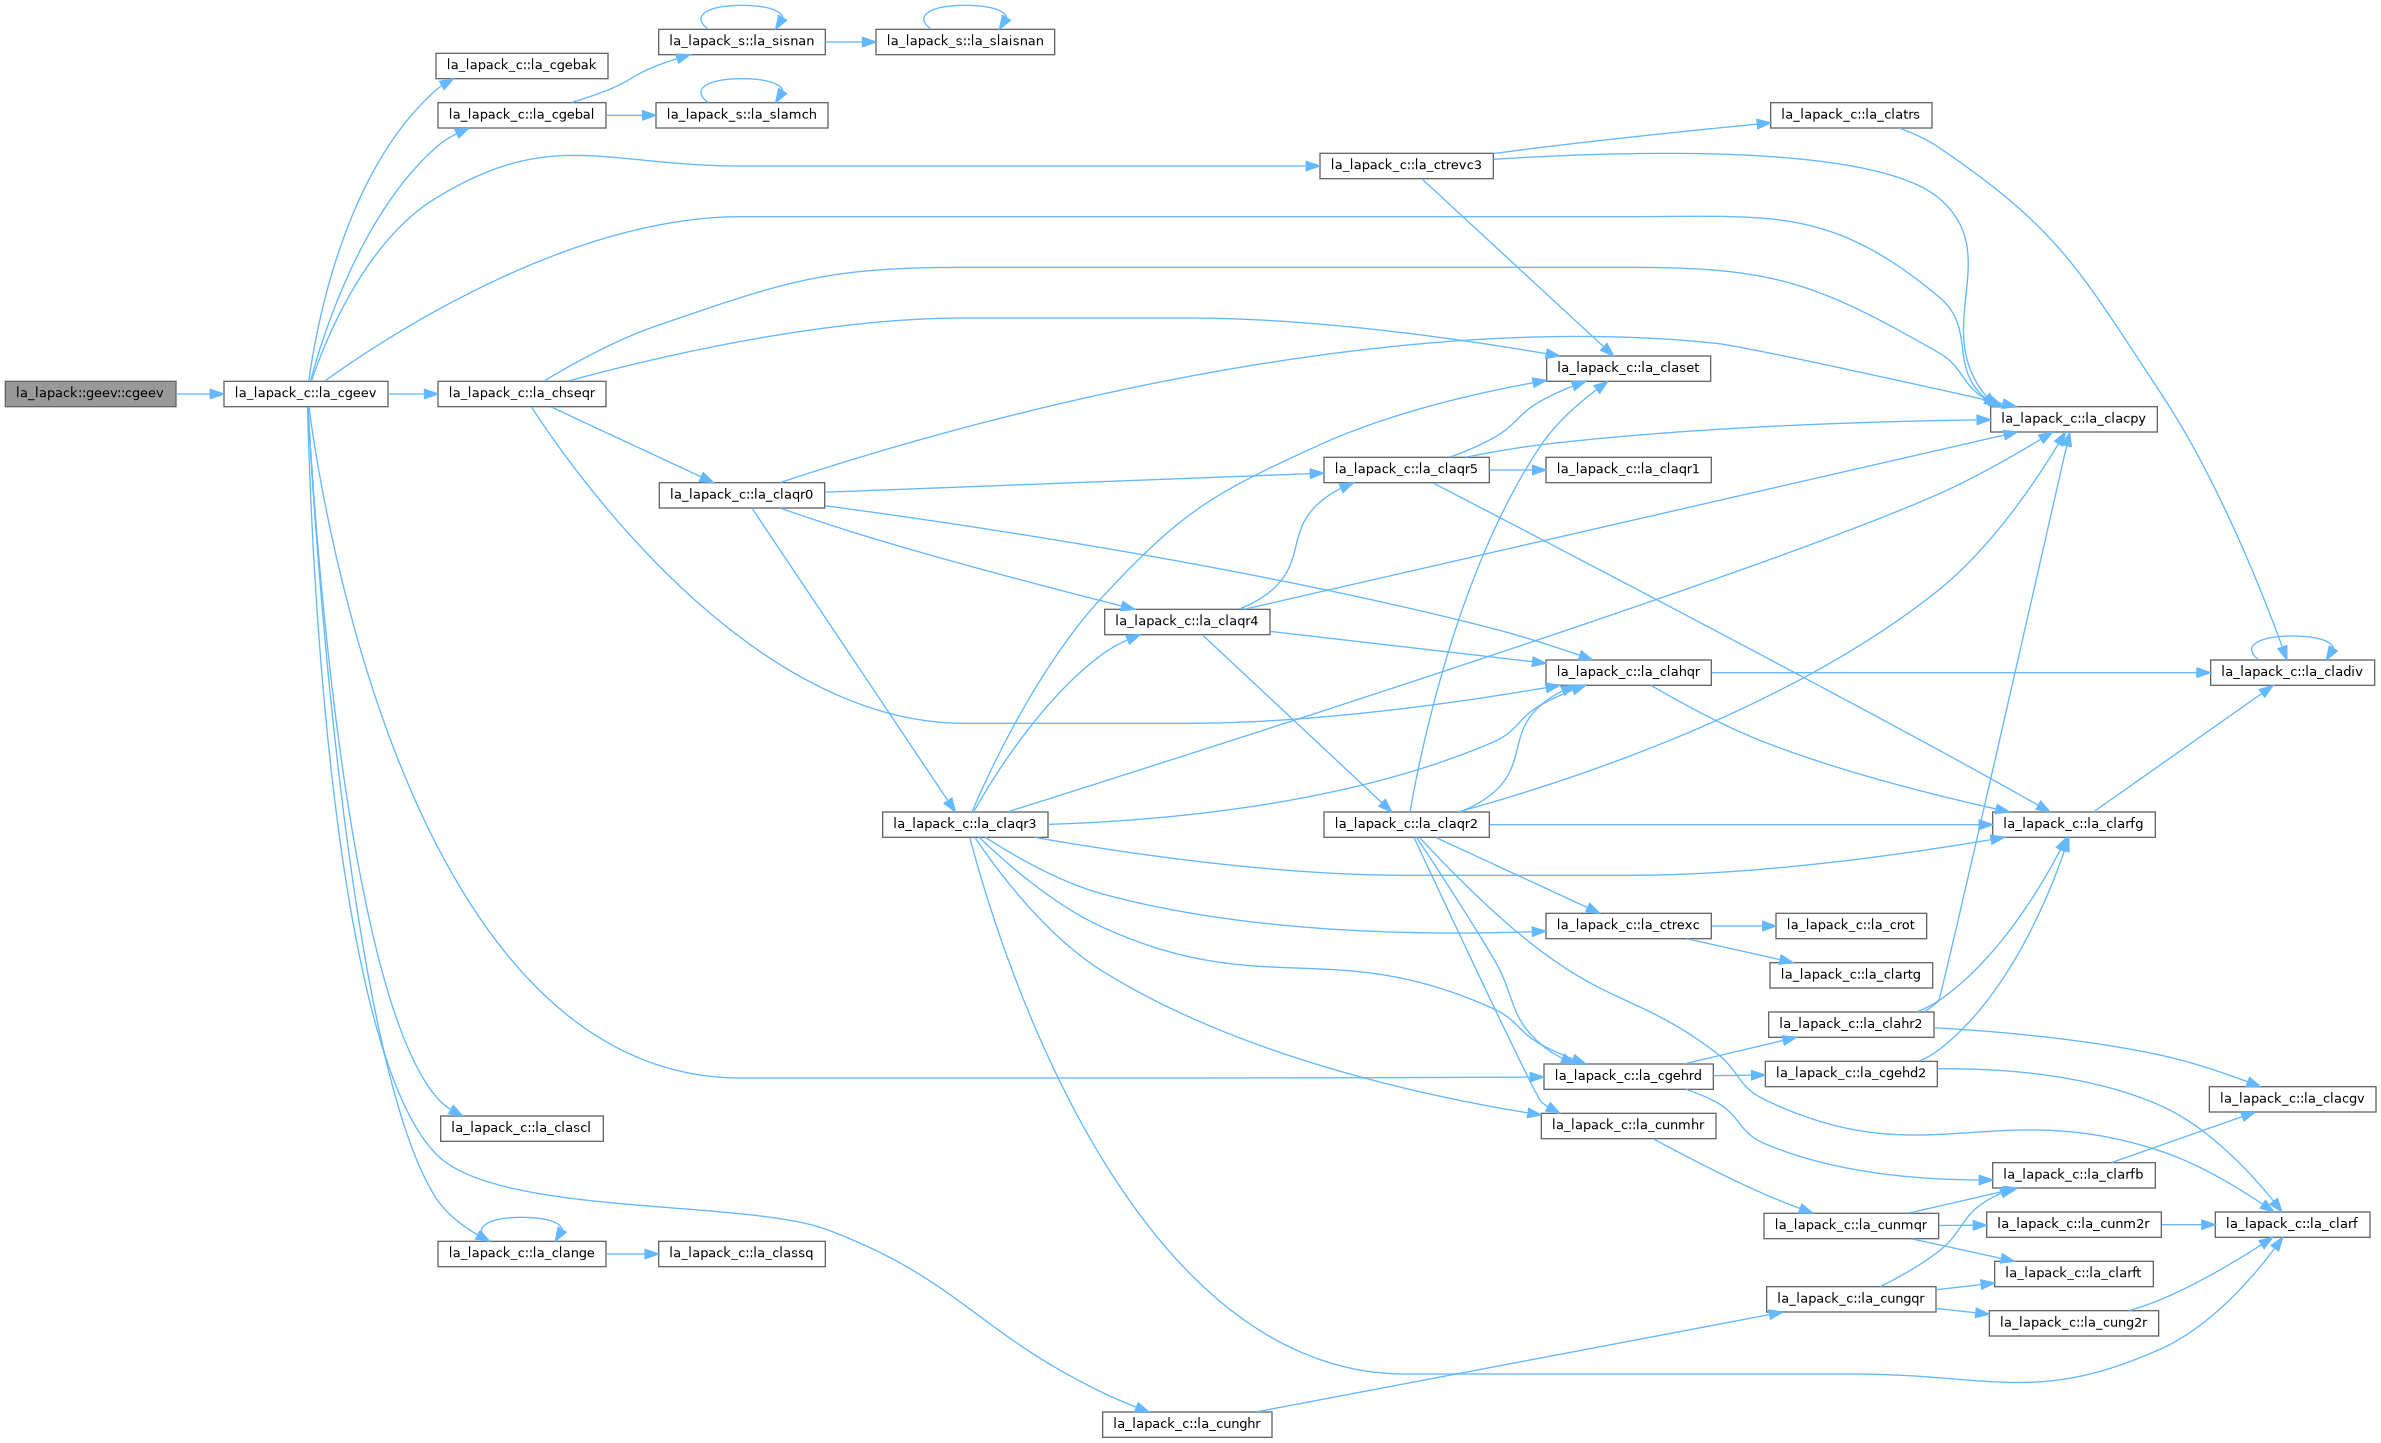 la_lapack_s::la_sisnan
la_lapack_s::la_slaisnan
la_lapack_c::la_cgebak
la_lapack_c::la_cgebal
la_lapack_s::la_slamch
la_lapack_c::la_clatrs
la_lapack_c::la_ctrevc3
la_lapack_c::la_claset
la_lapack::geev::cgeev
la_lapack_c::la_cgeev
la_lapack_c::la_chseqr
la_lapack_c::la_clacpy
la_lapack_c::la_claqr5
la_lapack_c::la_claqr1
la_lapack_c::la_claqr0
la_lapack_c::la_claqr4
la_lapack_c::la_clahqr
la_lapack_c::la_cladiv
la_lapack_c::la_claqr3
la_lapack_c::la_claqr2
la_lapack_c::la_clarfg
la_lapack_c::la_ctrexc
la_lapack_c::la_crot
la_lapack_c::la_clartg
la_lapack_c::la_clahr2
la_lapack_c::la_cgehrd
la_lapack_c::la_cgehd2
la_lapack_c::la_clacgv
la_lapack_c::la_clascl
la_lapack_c::la_cunmhr
la_lapack_c::la_clarfb
la_lapack_c::la_cunmqr
la_lapack_c::la_cunm2r
la_lapack_c::la_clarf
la_lapack_c::la_clange
la_lapack_c::la_classq
la_lapack_c::la_clarft
la_lapack_c::la_cungqr
la_lapack_c::la_cung2r
la_lapack_c::la_cunghr